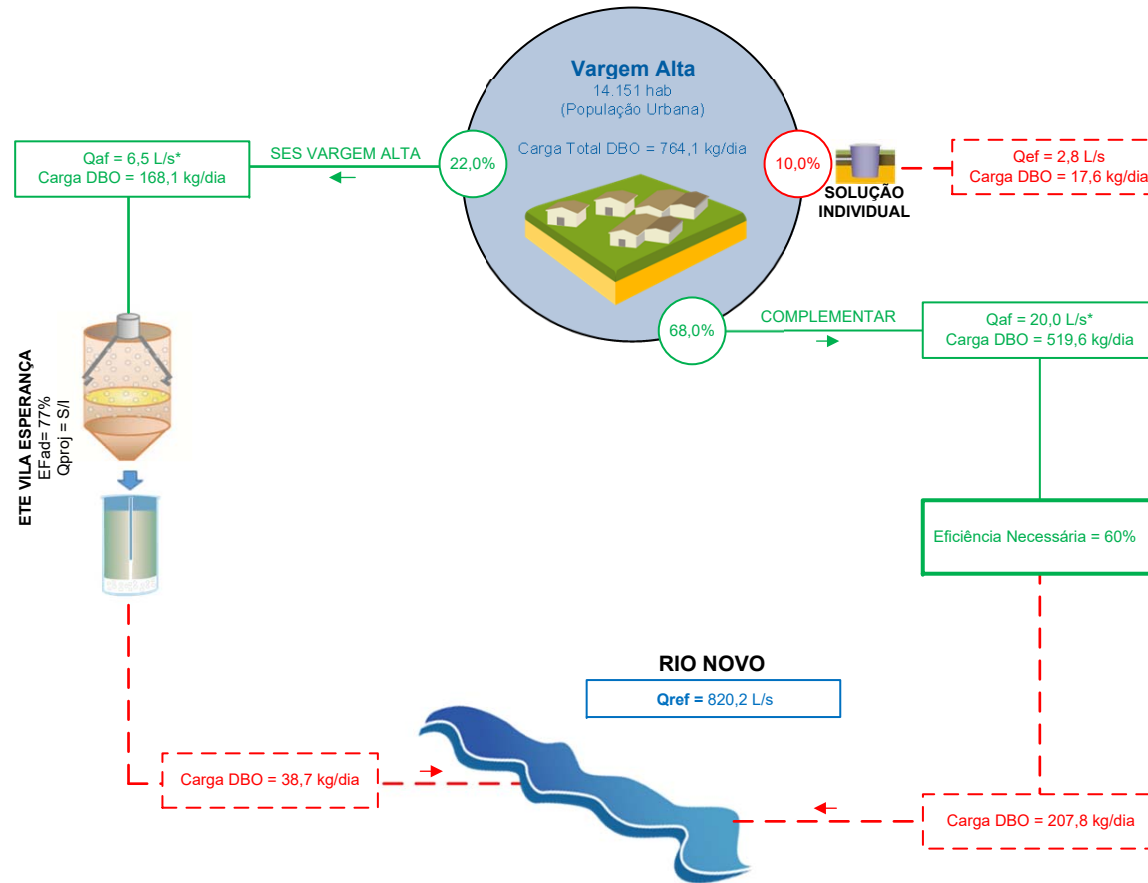 Vargem Alta
14.151 hab
(População Urbana)
Carga Total DBO = 764,1 kg/dia
22,0%
SES VARGEM ALTA
Qaf = 6,5 L/s*
Carga DBO = 168,1 kg/dia
10,0%
SOLUÇÃO
INDIVIDUAL
Qef = 2,8 L/s
Carga DBO = 17,6 kg/dia
68,0%
COMPLEMENTAR
Qaf = 20,0 L/s*
Carga DBO = 519,6 kg/dia
ETE VILA ESPERANÇA
EFad= 77%
Qproj = S/I
Eficiência Necessária = 60%
RIO NOVO
Qref = 820,2 L/s
Carga DBO = 38,7 kg/dia
Carga DBO = 207,8 kg/dia